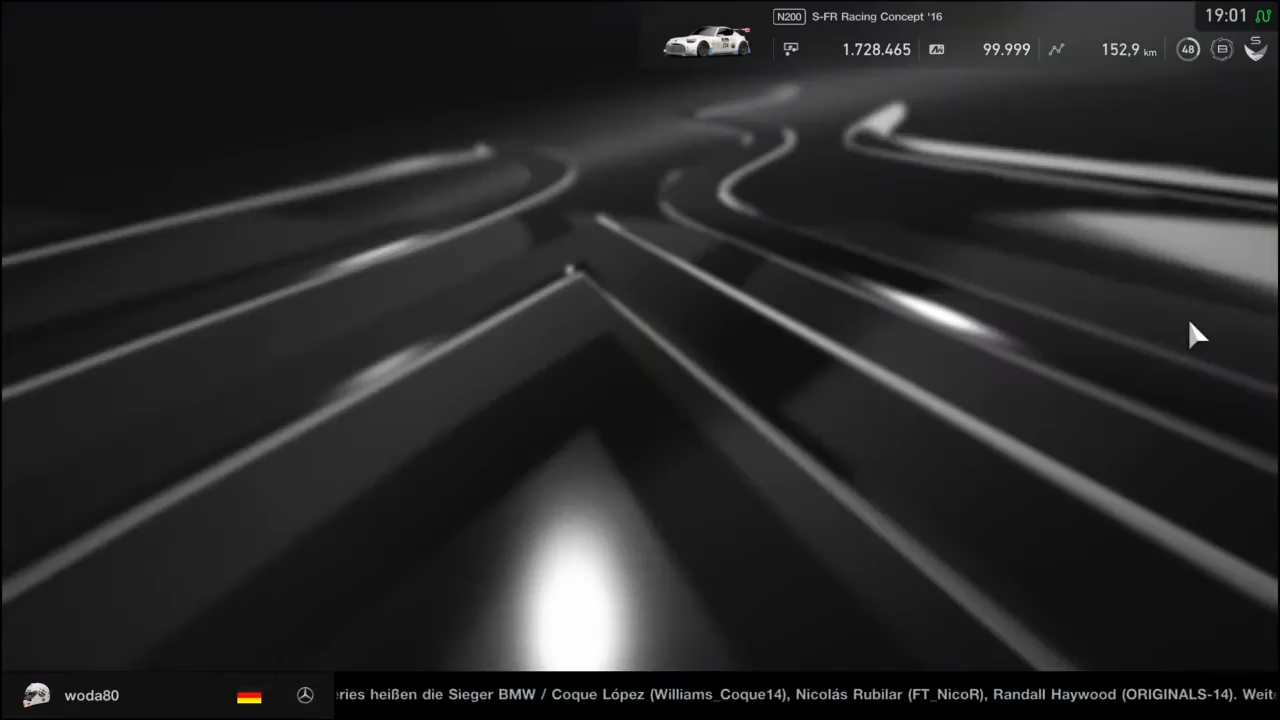 N200 S-FR Racing Concept '16
19:01
1.728.465 99.999 152,9 km 48 B S
woda80
ries heißen die Sieger BMW / Coque López (Williams_Coque14), Nicolás Rubilar (FT_NicoR), Randall Haywood (ORIGINALS-14). Weit